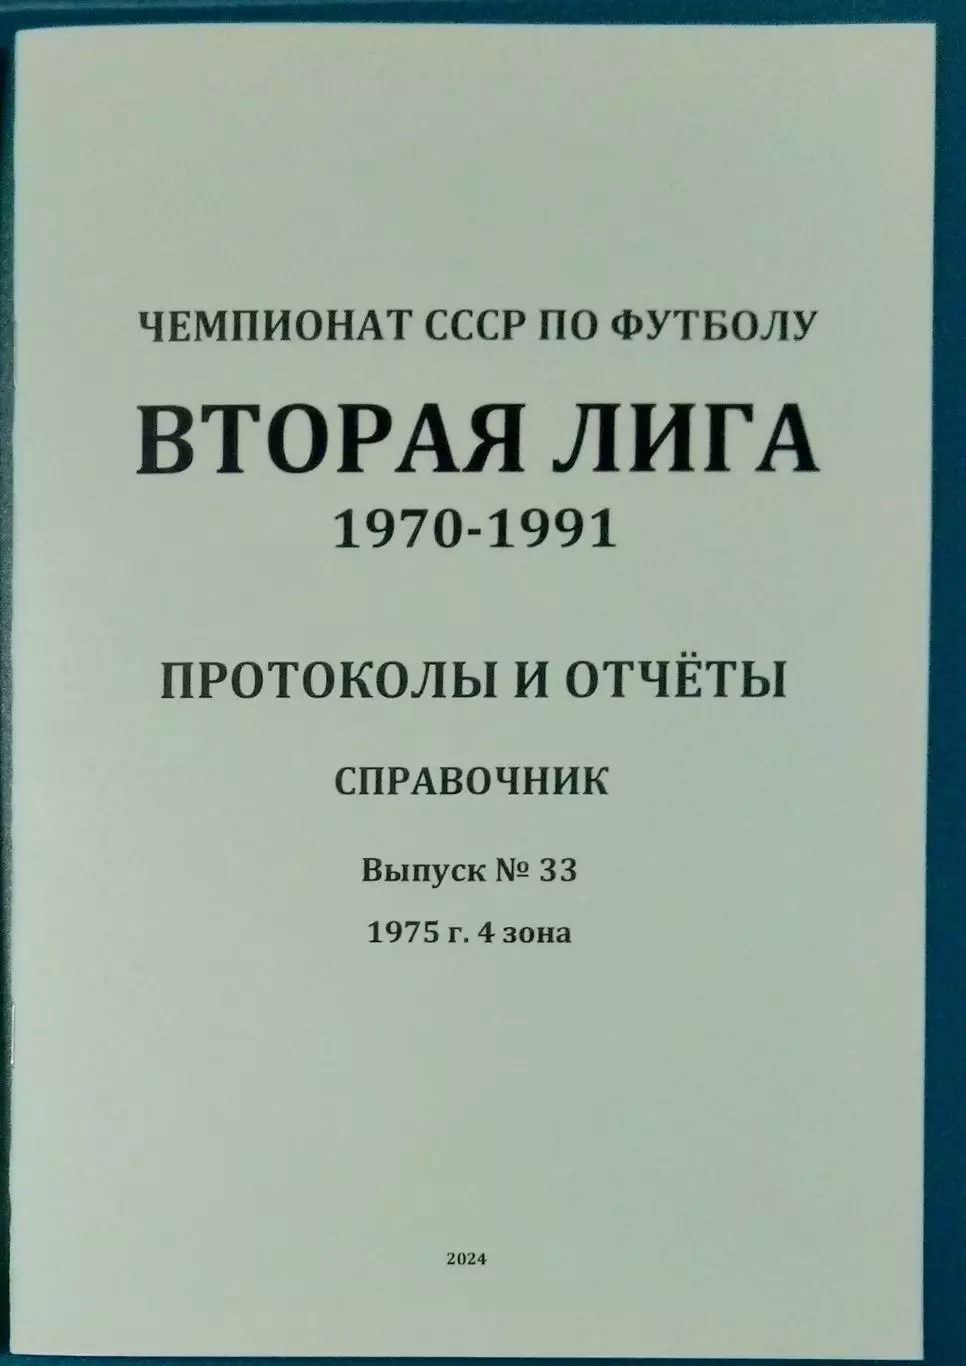 ЧЕМПИОНАТ СССР ПО ФУТБОЛУ
ВТОРАЯ ЛИГА
1970-1991
ПРОТОКОЛЫ И ОТЧЁТЫ
СПРАВОЧНИК
Выпуск № 33
1975 г. 4 зона
2024